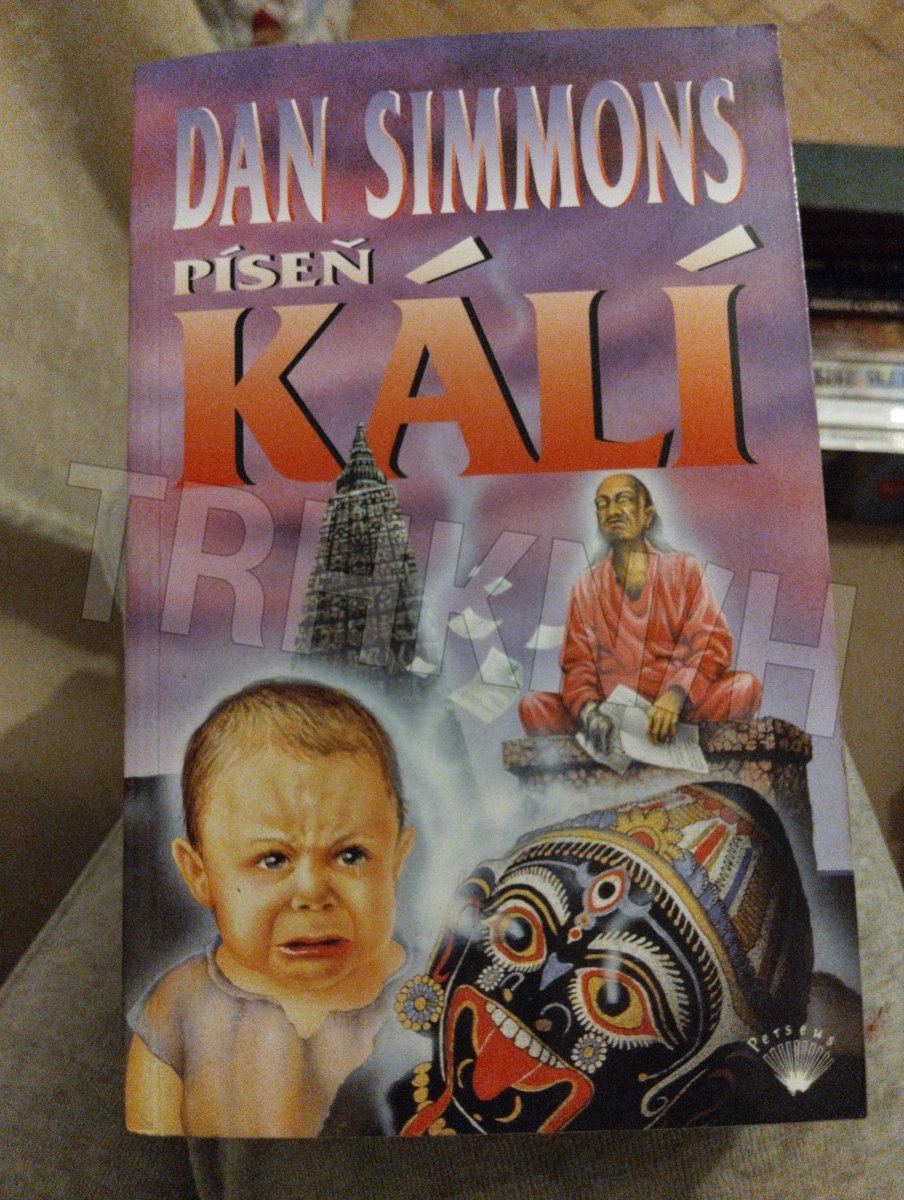 DAN SIMMONS
PÍSEŇ
KÁLÍ
TRHKNIH
Perseus